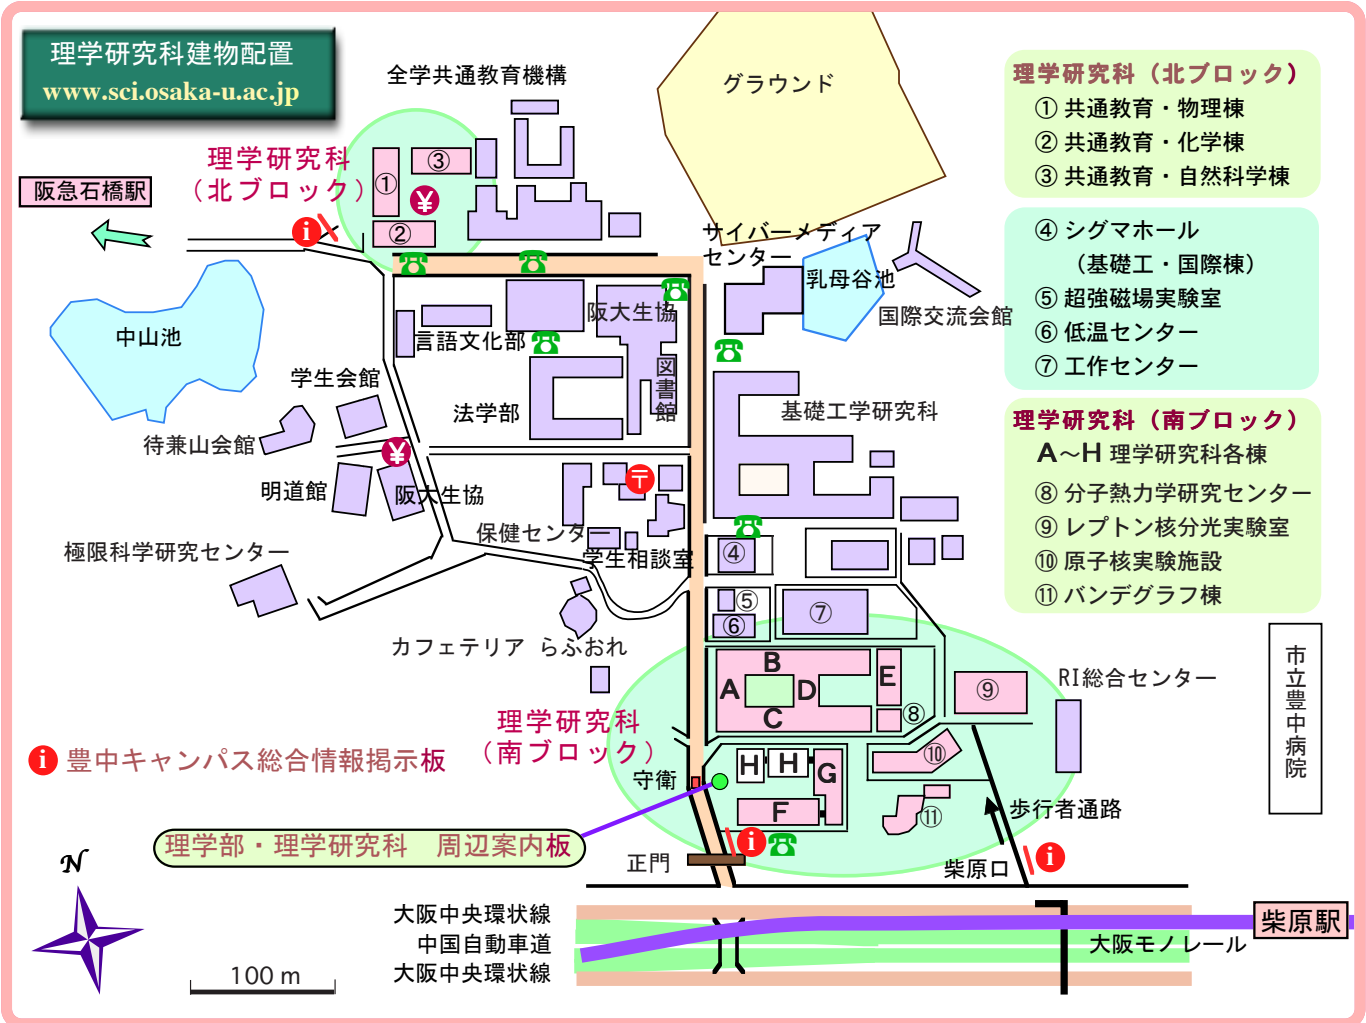 理学研究科建物配置
www.sci.osaka-u.ac.jp
全学共通教育機構
グラウンド
理学研究科（北ブロック）
① 共通教育・物理棟
② 共通教育・化学棟
③ 共通教育・自然科学棟
理学研究科
（北ブロック）
①
③
¥
②
阪急石橋駅
i
サイバーメディア
センター
乳母谷池
国際交流会館
④ シグマホール
（基礎工・国際棟）
⑤ 超強磁場実験室
⑥ 低温センター
⑦ 工作センター
中山池
言語文化部
阪大生協
図書館
学生会館
法学部
基礎工学研究科
待兼山会館
¥
明道館
阪大生協
〒
保健センター
学生相談室
極限科学研究センター
理学研究科（南ブロック）
A～H 理学研究科各棟
⑧ 分子熱力学研究センター
⑨ レプトン核分光実験室
⑩ 原子核実験施設
⑪ バンデグラフ棟
④
⑤
⑥
⑦
カフェテリア らふおれ
A
B
C
D
E
⑧
⑨
RI総合センター
市立豊中病院
理学研究科
（南ブロック）
⑩
H
H
G
F
⑪
守衛
i 豊中キャンパス総合情報掲示板
理学部・理学研究科 周辺案内板
歩行者通路
i
正門
柴原口
i
N
大阪中央環状線
中国自動車道
大阪中央環状線
柴原駅
大阪モノレール
100 m